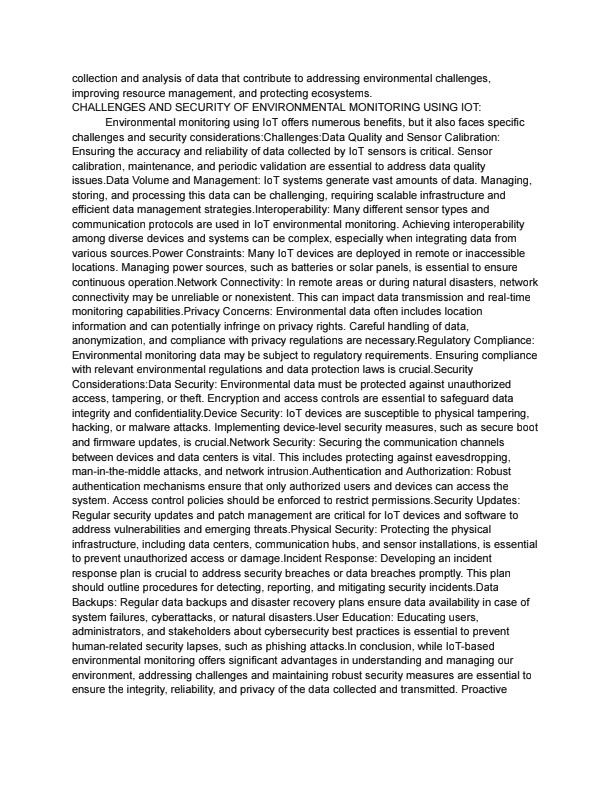 collection and analysis of data that contribute to addressing environmental challenges,
improving resource management, and protecting ecosystems.
CHALLENGES AND SECURITY OF ENVIRONMENTAL MONITORING USING IOT:
Environmental monitoring using IoT offers numerous benefits, but it also faces specific
challenges and security considerations:Challenges:Data Quality and Sensor Calibration:
Ensuring the accuracy and reliability of data collected by IoT sensors is critical. Sensor
calibration, maintenance, and periodic validation are essential to address data quality
issues.Data Volume and Management: IoT systems generate vast amounts of data. Managing,
storing, and processing this data can be challenging, requiring scalable infrastructure and
efficient data management strategies.Interoperability: Many different sensor types and
communication protocols are used in IoT environmental monitoring. Achieving interoperability
among diverse devices and systems can be complex, especially when integrating data from
various sources.Power Constraints: Many IoT devices are deployed in remote or inaccessible
locations. Managing power sources, such as batteries or solar panels, is essential to ensure
continuous operation.Network Connectivity: In remote areas or during natural disasters, network
connectivity may be unreliable or nonexistent. This can impact data transmission and real-time
monitoring capabilities.Privacy Concerns: Environmental data often includes location
information and can potentially infringe on privacy rights. Careful handling of data,
anonymization, and compliance with privacy regulations are necessary.Regulatory Compliance:
Environmental monitoring data may be subject to regulatory requirements. Ensuring compliance
with relevant environmental regulations and data protection laws is crucial.Security
Considerations:Data Security: Environmental data must be protected against unauthorized
access, tampering, or theft. Encryption and access controls are essential to safeguard data
integrity and confidentiality.Device Security: IoT devices are susceptible to physical tampering,
hacking, or malware attacks. Implementing device-level security measures, such as secure boot
and firmware updates, is crucial.Network Security: Securing the communication channels
between devices and data centers is vital. This includes protecting against eavesdropping,
man-in-the-middle attacks, and network intrusion.Authentication and Authorization: Robust
authentication mechanisms ensure that only authorized users and devices can access the
system. Access control policies should be enforced to restrict permissions.Security Updates:
Regular security updates and patch management are critical for IoT devices and software to
address vulnerabilities and emerging threats.Physical Security: Protecting the physical
infrastructure, including data centers, communication hubs, and sensor installations, is essential
to prevent unauthorized access or damage.Incident Response: Developing an incident
response plan is crucial to address security breaches or data breaches promptly. This plan
should outline procedures for detecting, reporting, and mitigating security incidents.Data
Backups: Regular data backups and disaster recovery plans ensure data availability in case of
system failures, cyberattacks, or natural disasters.User Education: Educating users,
administrators, and stakeholders about cybersecurity best practices is essential to prevent
human-related security lapses, such as phishing attacks.In conclusion, while IoT-based
environmental monitoring offers significant advantages in understanding and managing our
environment, addressing challenges and maintaining robust security measures are essential to
ensure the integrity, reliability, and privacy of the data collected and transmitted. Proactive